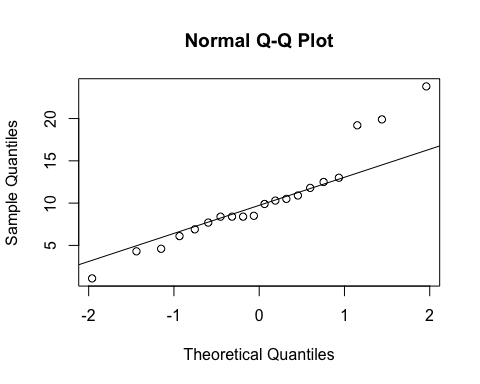 Normal Q-Q Plot
Sample Quantiles
20
15
10
5
-2 -1 0 1 2
Theoretical Quantiles